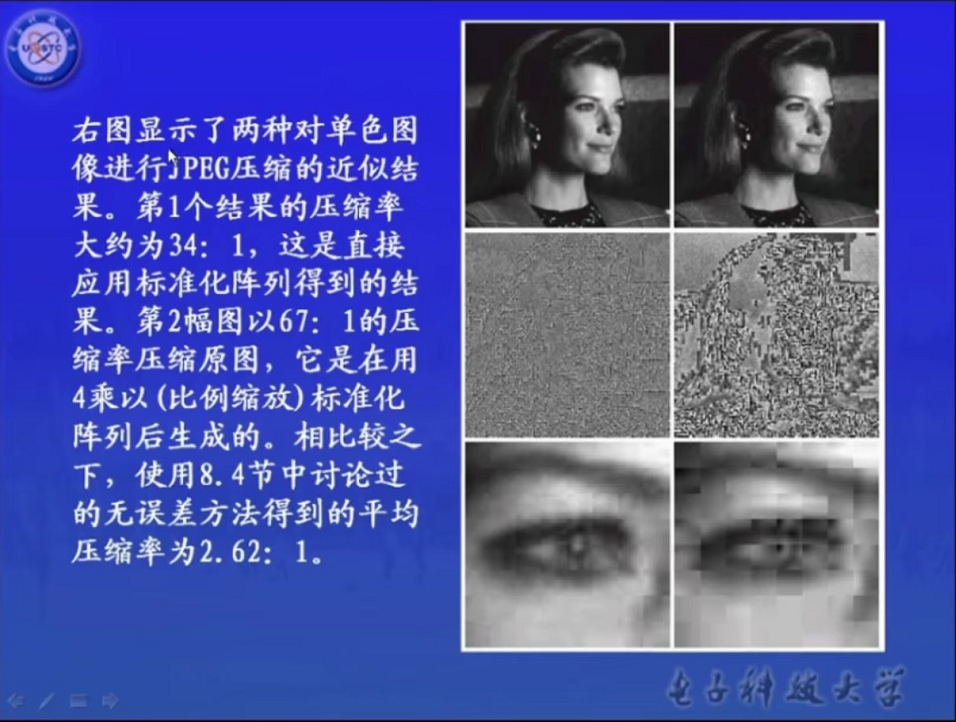 右图显示了两种对单色图
像进行JPEG压缩的近似结
果。第1个结果的压缩率
大约为34：1，这是直接
应用标准化阵列得到的结
果。第2幅图以67：1的压
缩率压缩原图，它是在用
4乘以(比例缩放)标准化
阵列后生成的。相比较之
下，使用8.4节中讨论过
的无误差方法得到的平均
压缩率为2.62：1。
电子科技大学